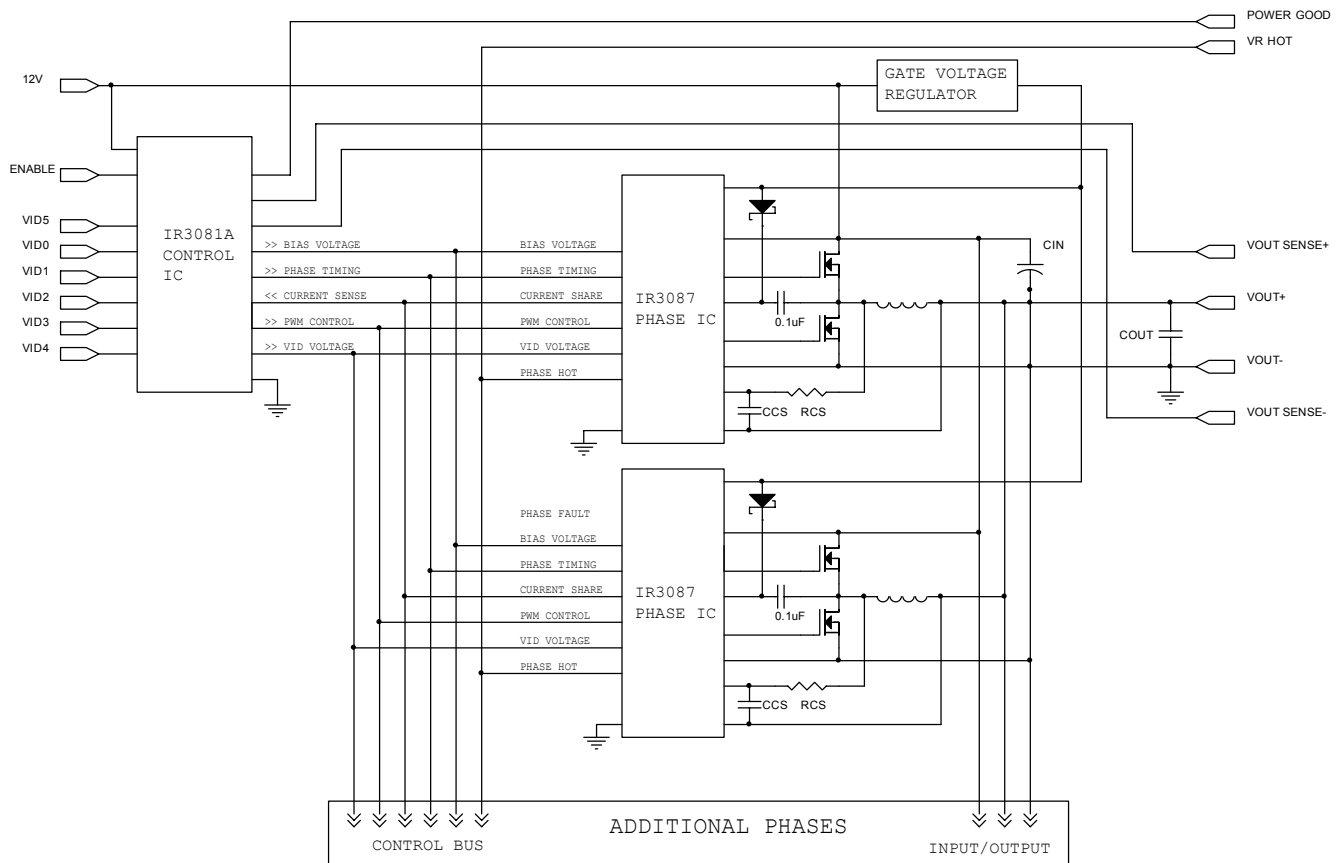 POWER GOOD
VR HOT
12V
GATE VOLTAGE
REGULATOR
ENABLE
VID5
VID0
VID1
VID2
VID3
VID4
IR3081A
CONTROL
IC
>> BIAS VOLTAGE
>> PHASE TIMING
<< CURRENT SENSE
>> PWM CONTROL
>> VID VOLTAGE
BIAS VOLTAGE
PHASE TIMING
CURRENT SHARE
PWM CONTROL
VID VOLTAGE
PHASE HOT
IR3087
PHASE IC
0.1uF
CCS
RCS
CIN
COUT
VOUT SENSE+
VOUT+
VOUT-
VOUT SENSE-
PHASE FAULT
BIAS VOLTAGE
PHASE TIMING
CURRENT SHARE
PWM CONTROL
VID VOLTAGE
PHASE HOT
IR3087
PHASE IC
0.1uF
CCS
RCS
ADDITIONAL PHASES
CONTROL BUS
INPUT/OUTPUT